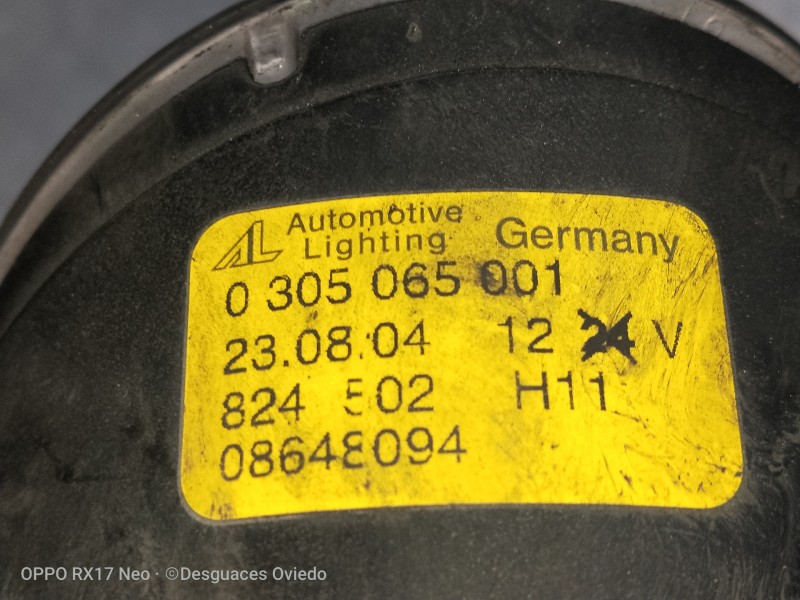 AL Automotive Lighting Germany
0 305 065 001
23.08.04 12 24 V
824 502 H11
08648094
OPPO RX17 Neo · ©Desguaces Oviedo